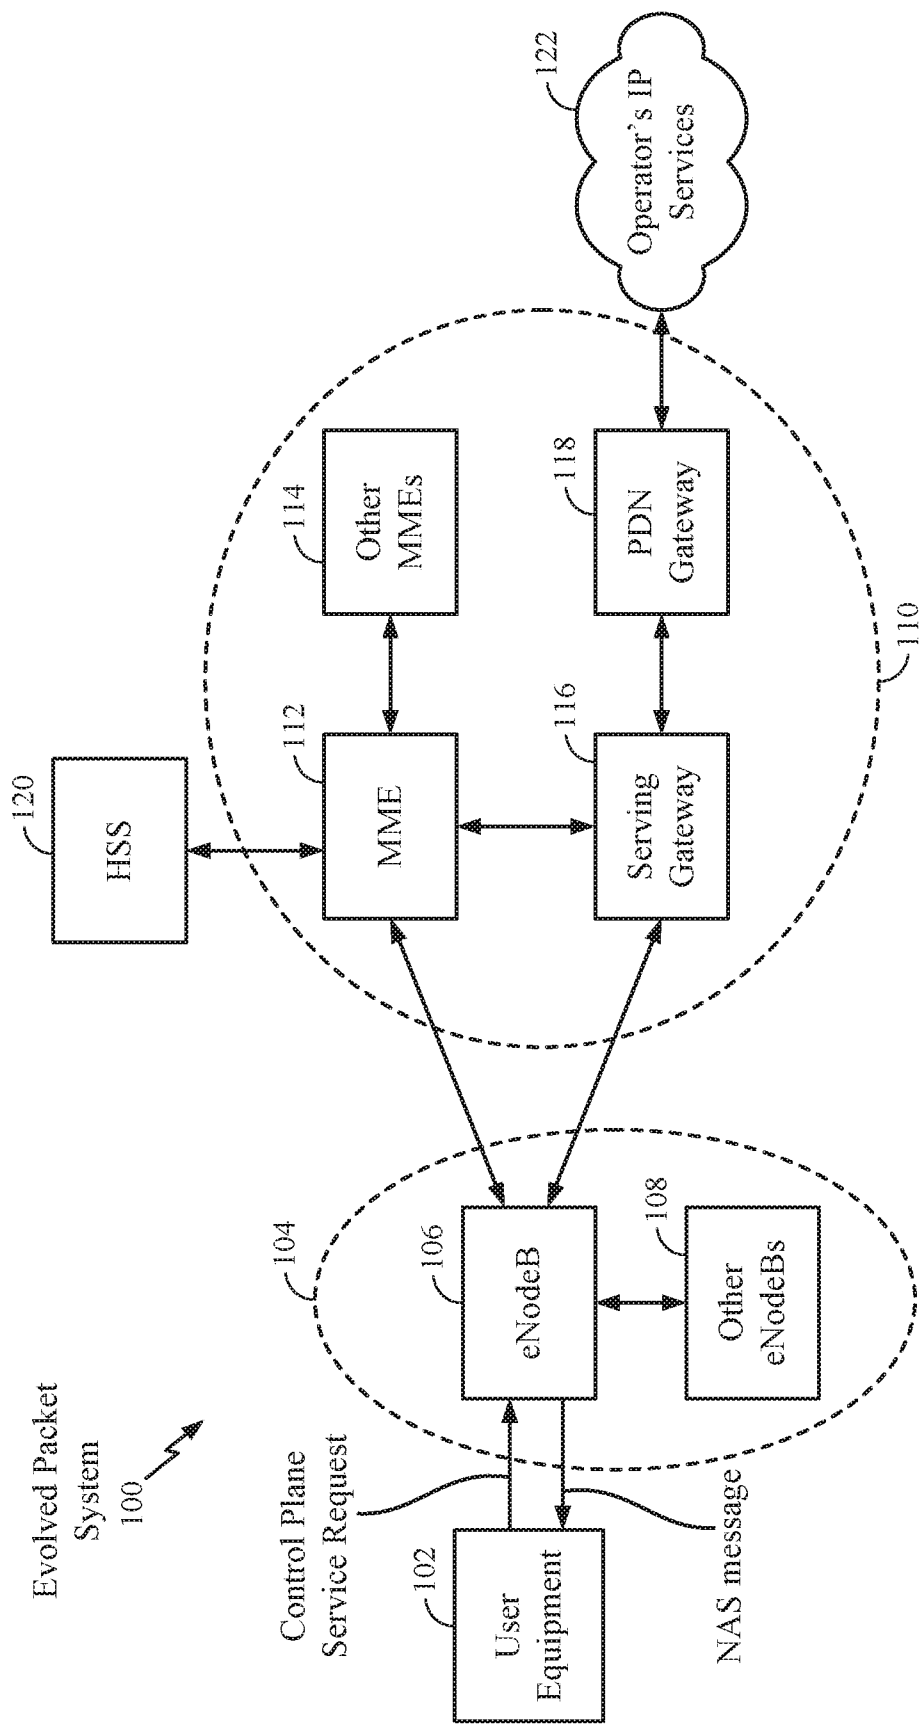 Evolved Packet
System
100
120
HSS
112
MME
114
Other
MMEs
116
Serving
Gateway
118
PDN
Gateway
110
122
Operator's IP
Services
104
106
eNodeB
108
Other
eNodeBs
Control Plane
Service Request
102
User
Equipment
NAS message